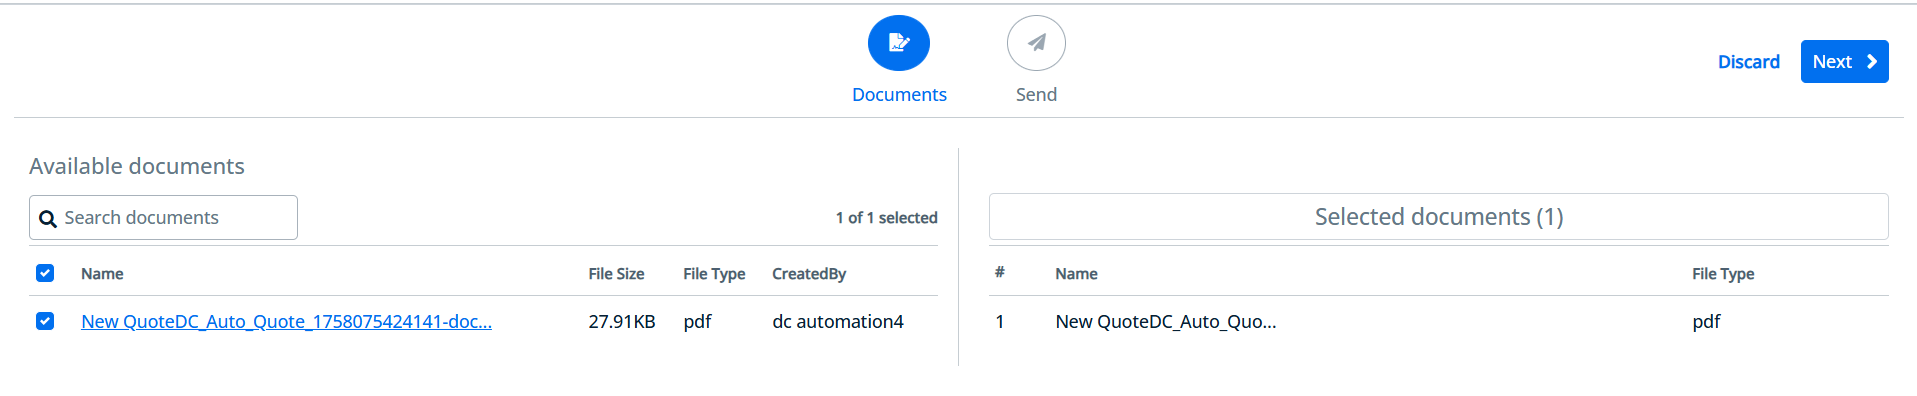 Documents
Send
Discard
Next
Available documents
Search documents
1 of 1 selected
Selected documents (1)
Name File Size File Type CreatedBy
New QuoteDC_Auto_Quote_1758075424141-doc... 27.91KB pdf dc automation4
# Name File Type
1 New QuoteDC_Auto_Quo... pdf